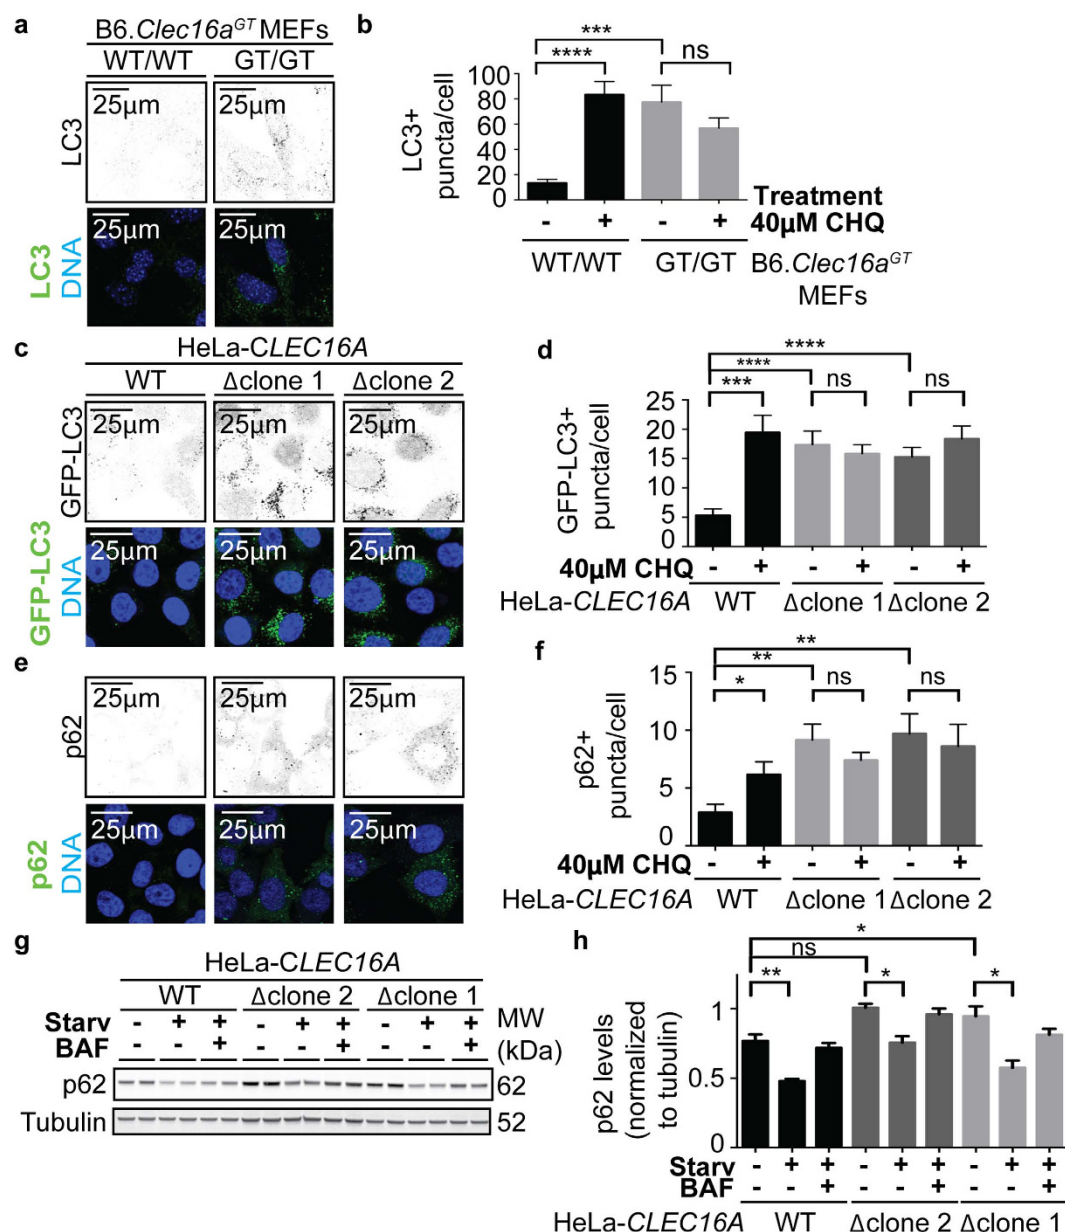 a
B6.Clec16aGT MEFs
WT/WT GT/GT
LC3
25μm 25μm
LC3
DNA
25μm 25μm
b
LC3+
puncta/cell
100
80
60
40
20
0
****
***
ns
- + - +
Treatment
40μM CHQ
WT/WT GT/GT
B6.Clec16aGT
MEFs
c
HeLa-CLEC16A
WT Δclone 1 Δclone 2
GFP-LC3
25μm 25μm 25μm
GFP-LC3
DNA
25μm 25μm 25μm
d
GFP-LC3+
puncta/cell
25
20
15
10
5
0
****
****
*** ns ns
40μM CHQ - + - + - +
HeLa-CLEC16A WT Δclone 1 Δclone 2
e
p62
25μm 25μm 25μm
p62
DNA
25μm 25μm 25μm
f
p62+
puncta/cell
15
10
5
0
**
**
* ns ns
40μM CHQ - + - + - +
HeLa-CLEC16A WT Δclone 1 Δclone 2
g
HeLa-CLEC16A
WT Δclone 2 Δclone 1
Starv - + + - + + - + + MW
BAF + + + (kDa)
p62 62
Tubulin 52
h
p62 levels
(normalized
to tubulin)
1
0.5
0
*
ns
** * *
Starv - + + - + + - + +
BAF + + +
HeLa-CLEC16A WT Δclone 2 Δclone 1